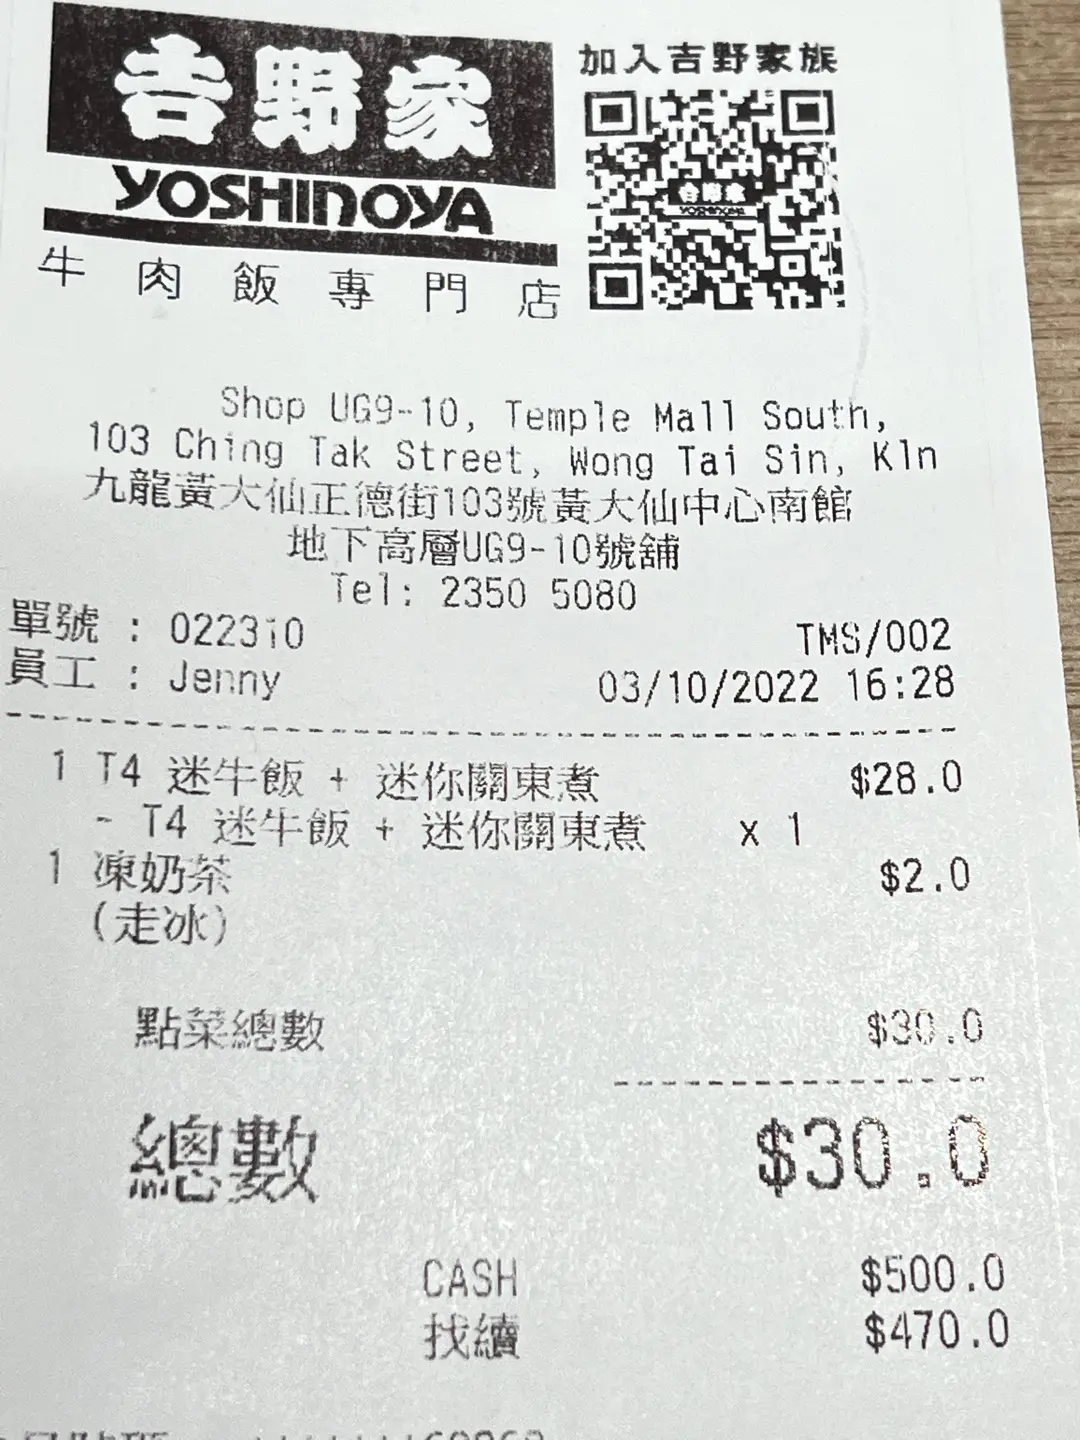 吉野家
YOSHINOYA
牛肉飯專門店
加入吉野家族
吉野家
YOSHINOYA
Shop UG9-10, Temple Mall South,
103 Ching Tak Street, Wong Tai Sin, Kln
九龍黃大仙正德街103號黃大仙中心南館
地下高層UG9-10號舖
Tel: 2350 5080
單號 : 022310 TMS/002
員工 : Jenny 03/10/2022 16:28
1 T4 迷牛飯 + 迷你關東煮 $28.0
- T4 迷牛飯 + 迷你關東煮 x 1
1 凍奶茶 $2.0
(走冰)
點菜總數 $30.0
總數 $30.0
CASH $500.0
找續 $470.0